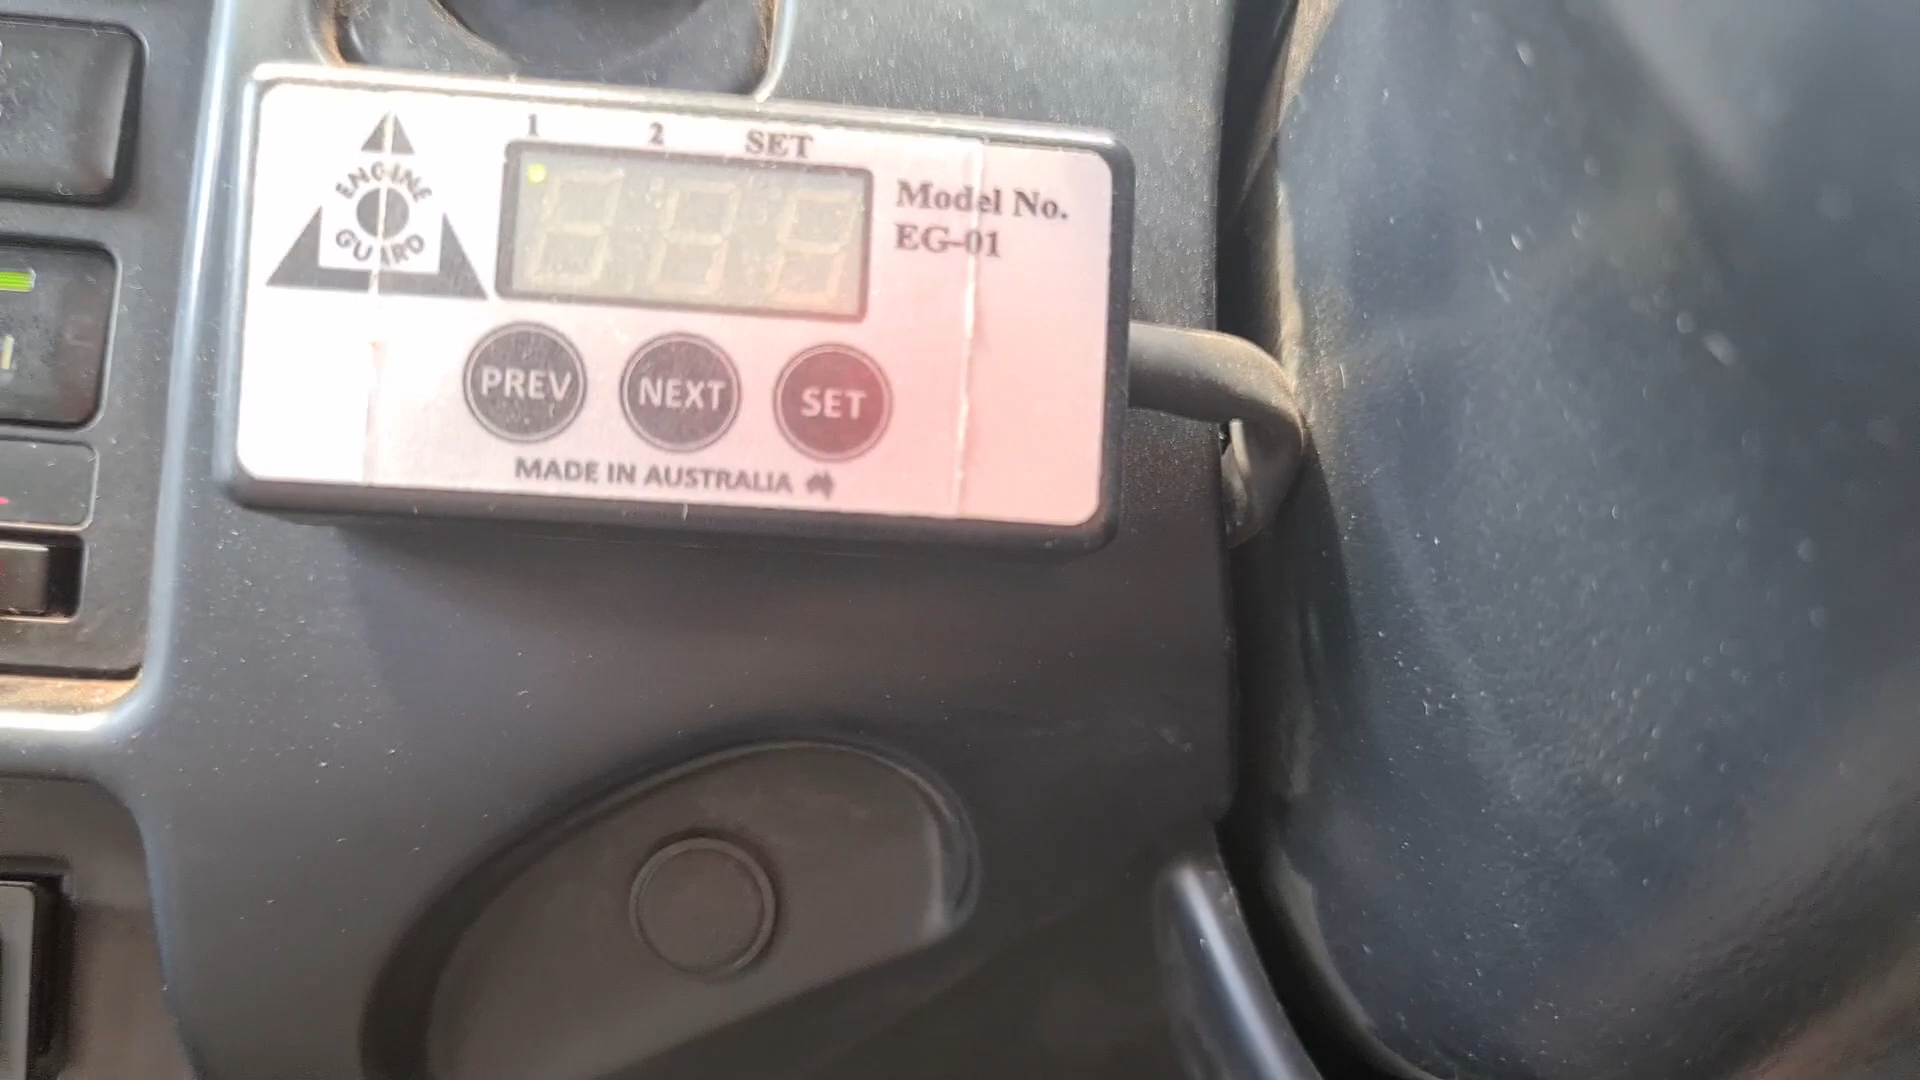 1 2 SET
ENGINE
GUARD
Model No.
EG-01
PREV NEXT SET
MADE IN AUSTRALIA